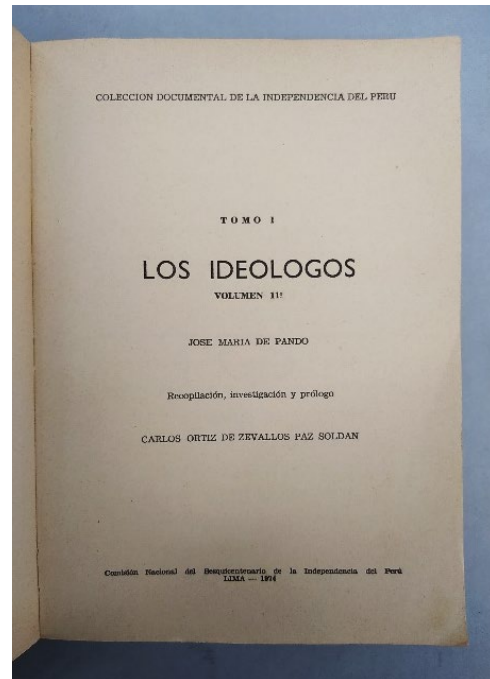 COLECCION DOCUMENTAL DE LA INDEPENDENCIA DEL PERU
TOMO I
LOS IDEOLOGOS
VOLUMEN 11º
JOSE MARIA DE PANDO
Recopilación, investigación y prólogo
CARLOS ORTIZ DE ZEVALLOS PAZ SOLDAN
Comisión Nacional del Sesquicentenario de la Independencia del Perú
LIMA — 1974